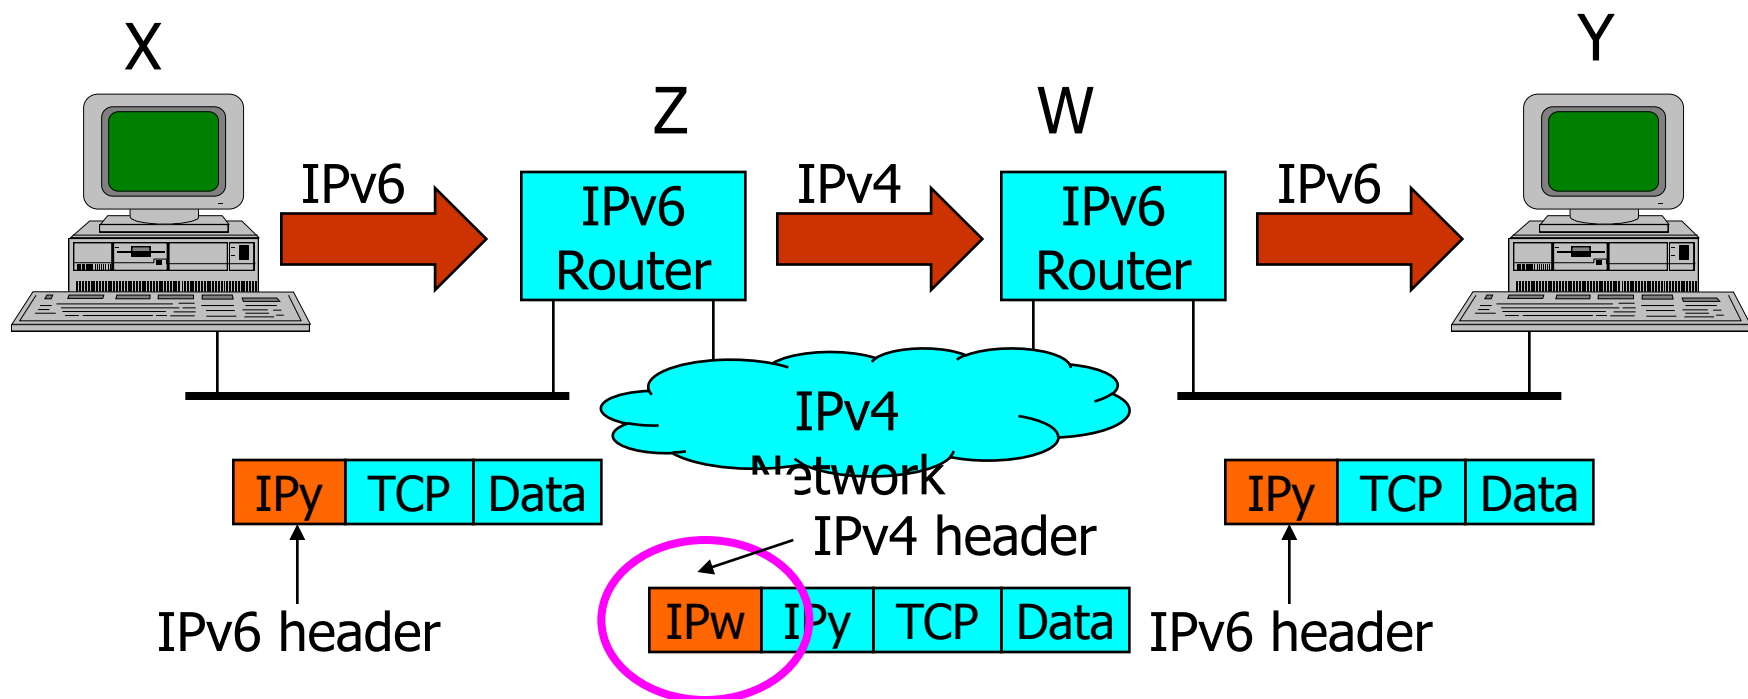 X
Y
Z
W
IPv6
IPv6
Router
IPv4
IPv6
Router
IPv6
IPv4
Network
IPy TCP Data
IPy TCP Data
IPv4 header
IPw IPy TCP Data
IPv6 header
IPv6 header